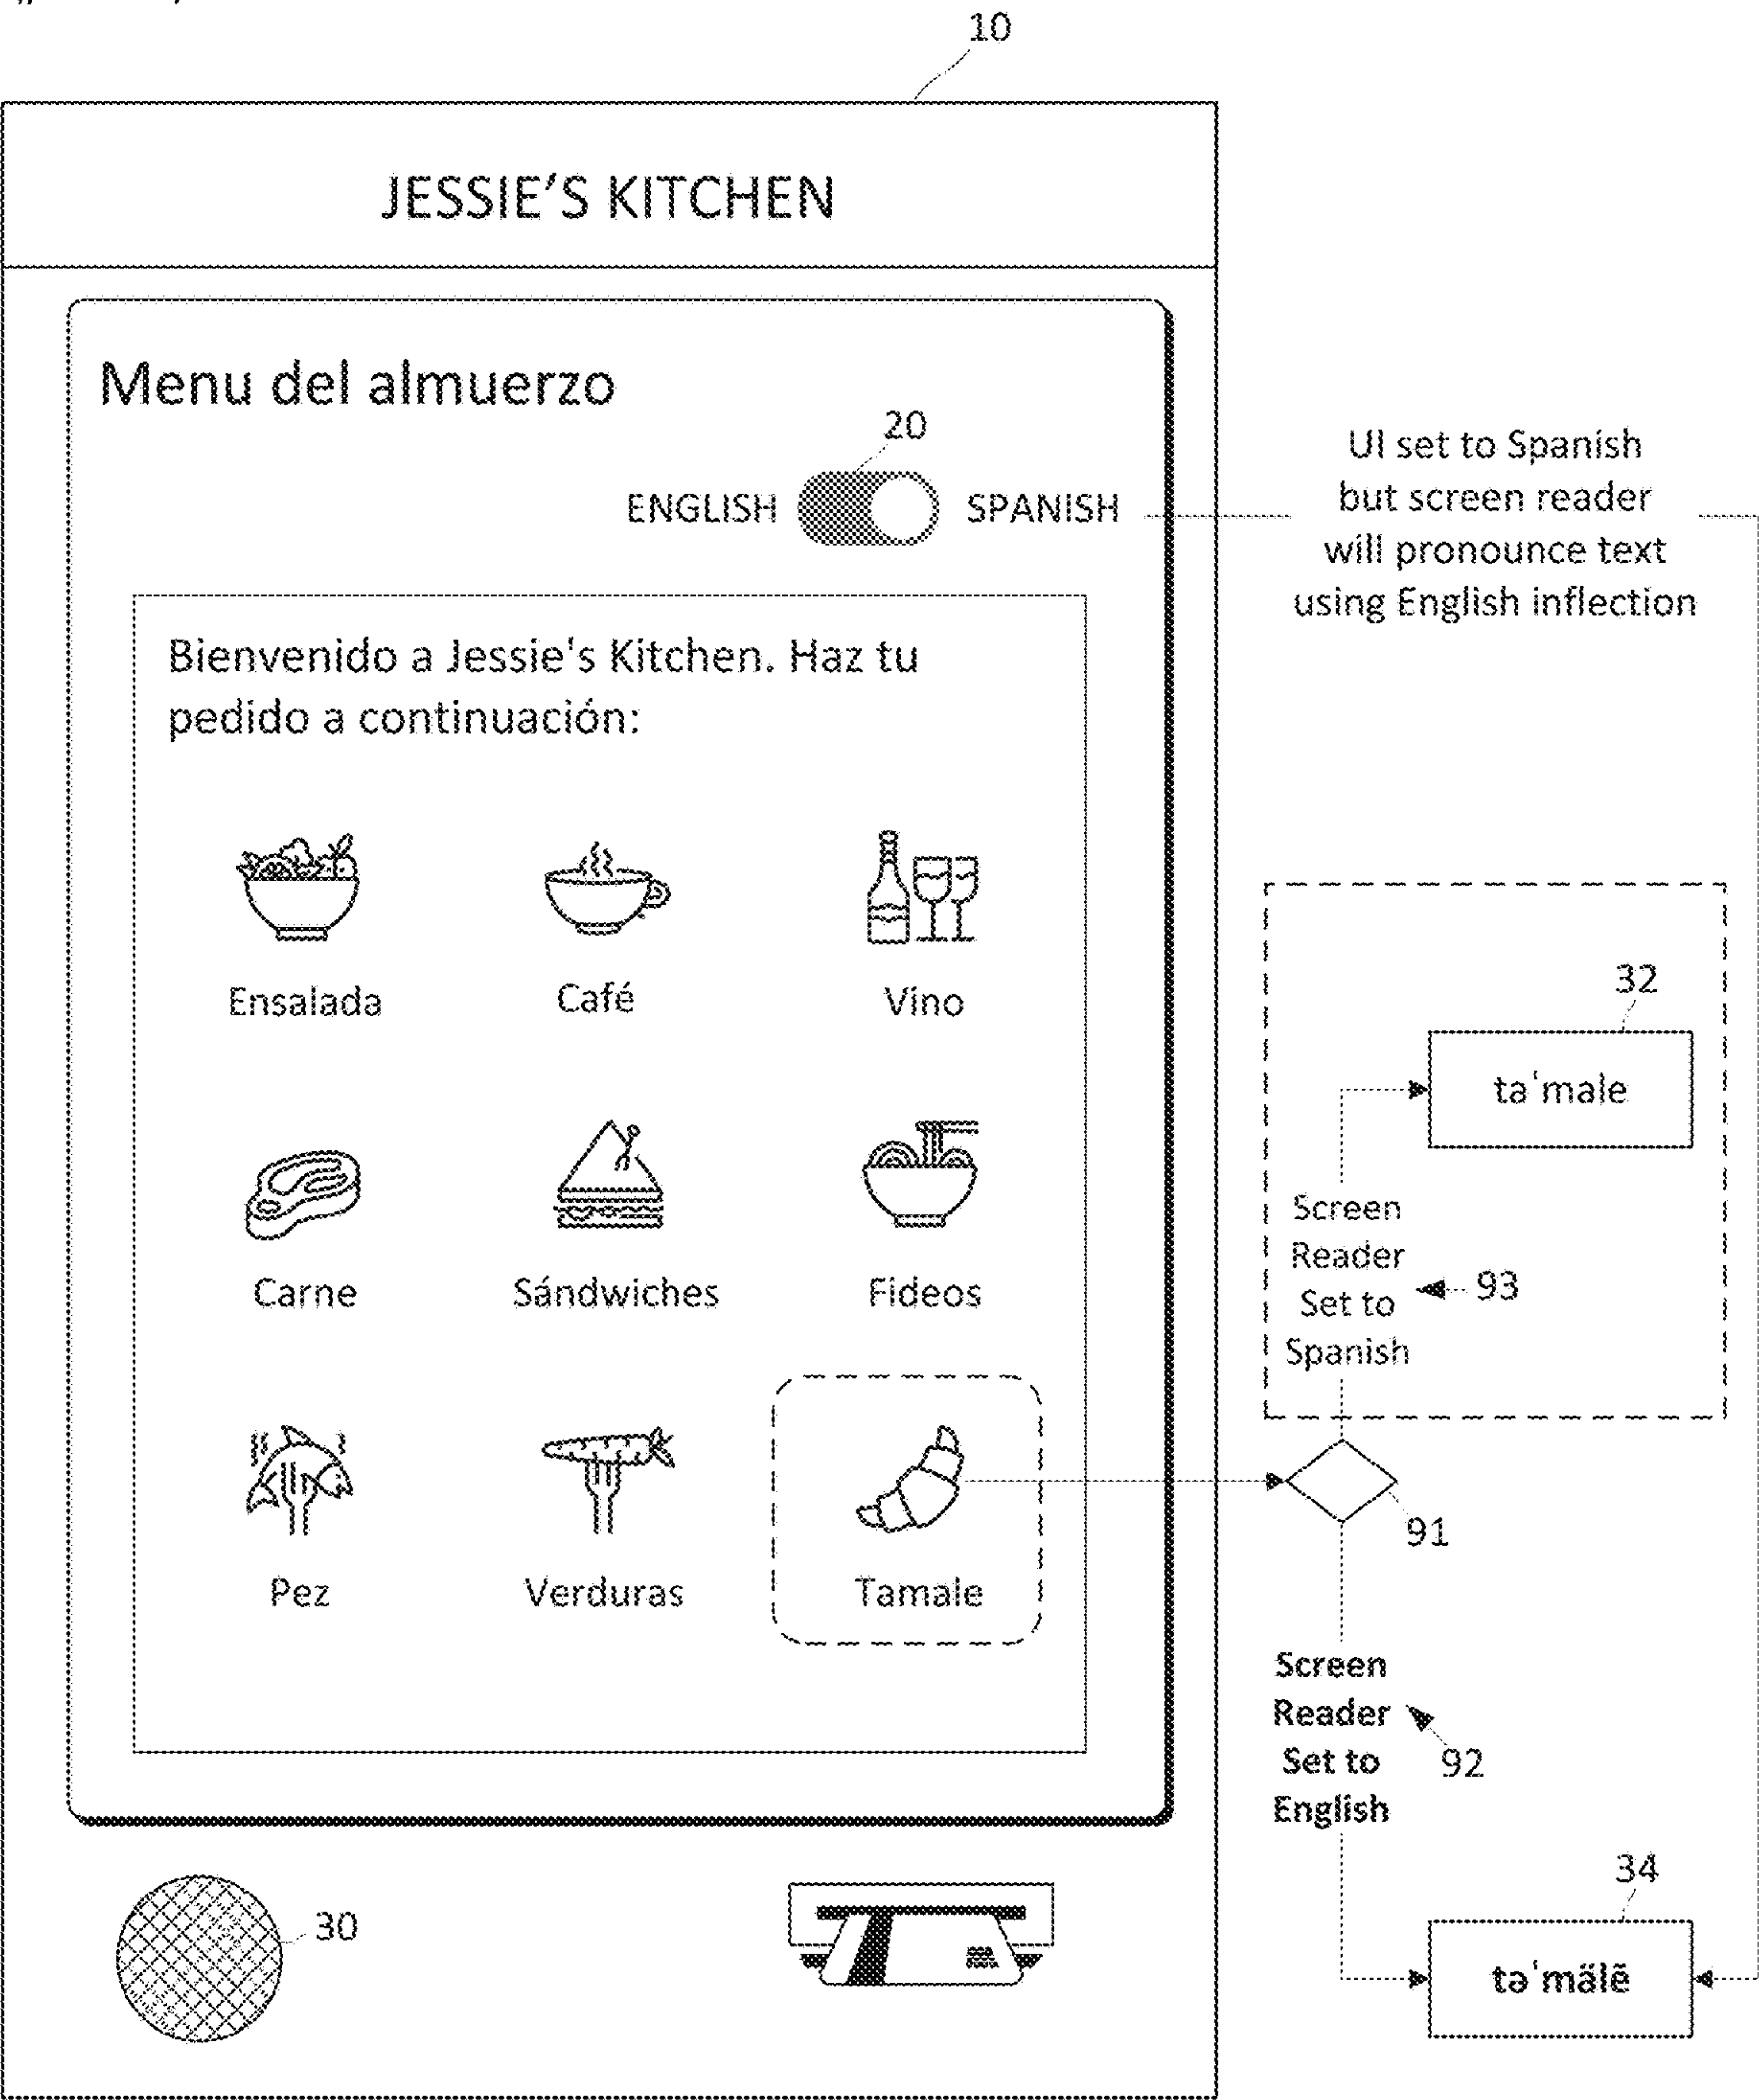 10
JESSIE'S KITCHEN
Menu del almuerzo
20
ENGLISH SPANISH
UI set to Spanish
but screen reader
will pronounce text
using English inflection
Bienvenido a Jessie's Kitchen. Haz tu
pedido a continuación:
Ensalada Café Vino
32
tə'male
Screen
Reader
Set to
Spanish
93
Carne Sándwiches Fideos
Pez Verduras Tamale
91
Screen
Reader
Set to
English
92
30
34
tə'mälē